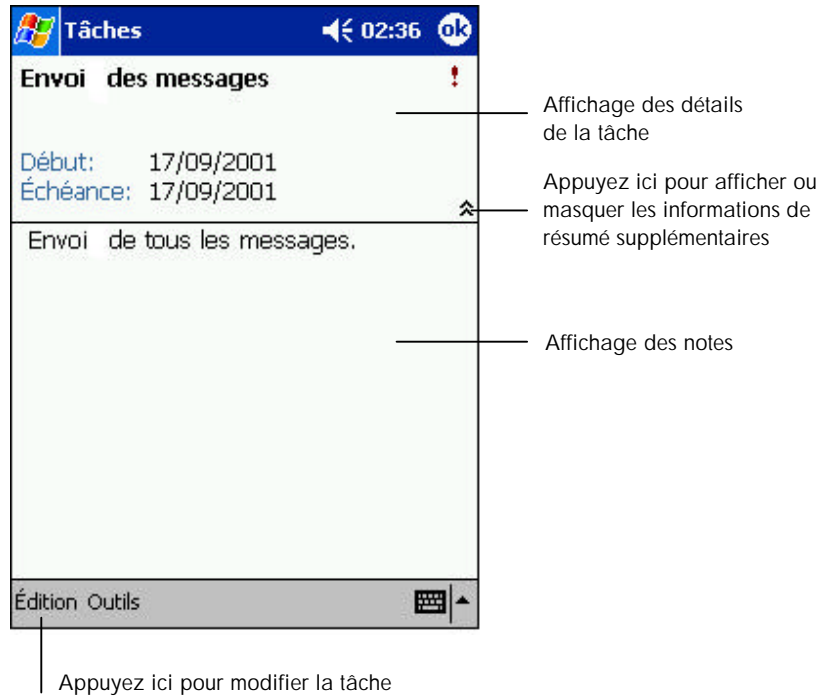 Tâches 02:36 ok
Envoi des messages !
Début: 17/09/2001
Échéance: 17/09/2001
Envoi de tous les messages.
Édition Outils
Affichage des détails
de la tâche
Appuyez ici pour afficher ou
masquer les informations de
résumé supplémentaires
Affichage des notes
Appuyez ici pour modifier la tâche